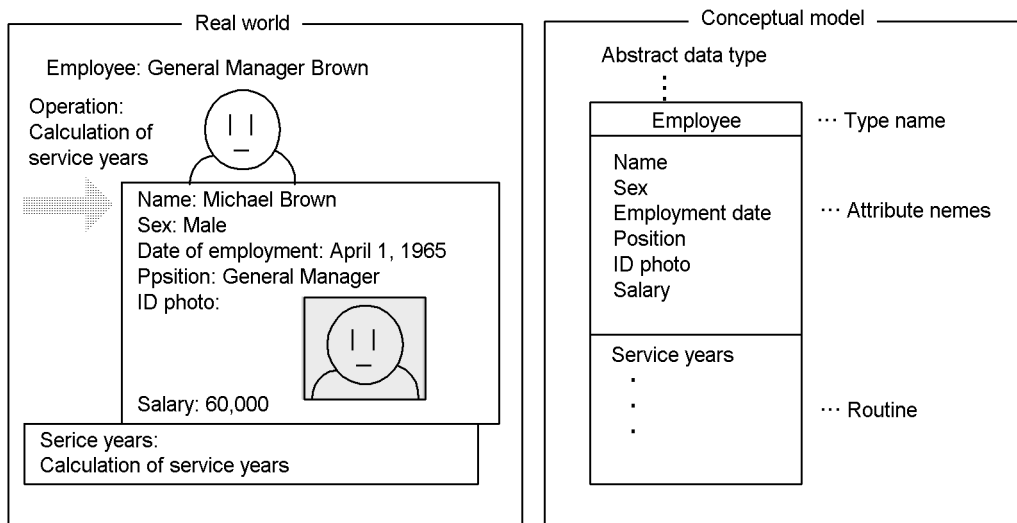 Real world
Employee: General Manager Brown
Operation:
Calculation of
service years
Name: Michael Brown
Sex: Male
Date of employment: April 1, 1965
Ppsition: General Manager
ID photo:
Salary: 60,000
Serice years:
Calculation of service years
Conceptual model
Abstract data type
Employee
··· Type name
Name
Sex
Employment date
Position
ID photo
Salary
··· Attribute nemes
Service years
··· Routine